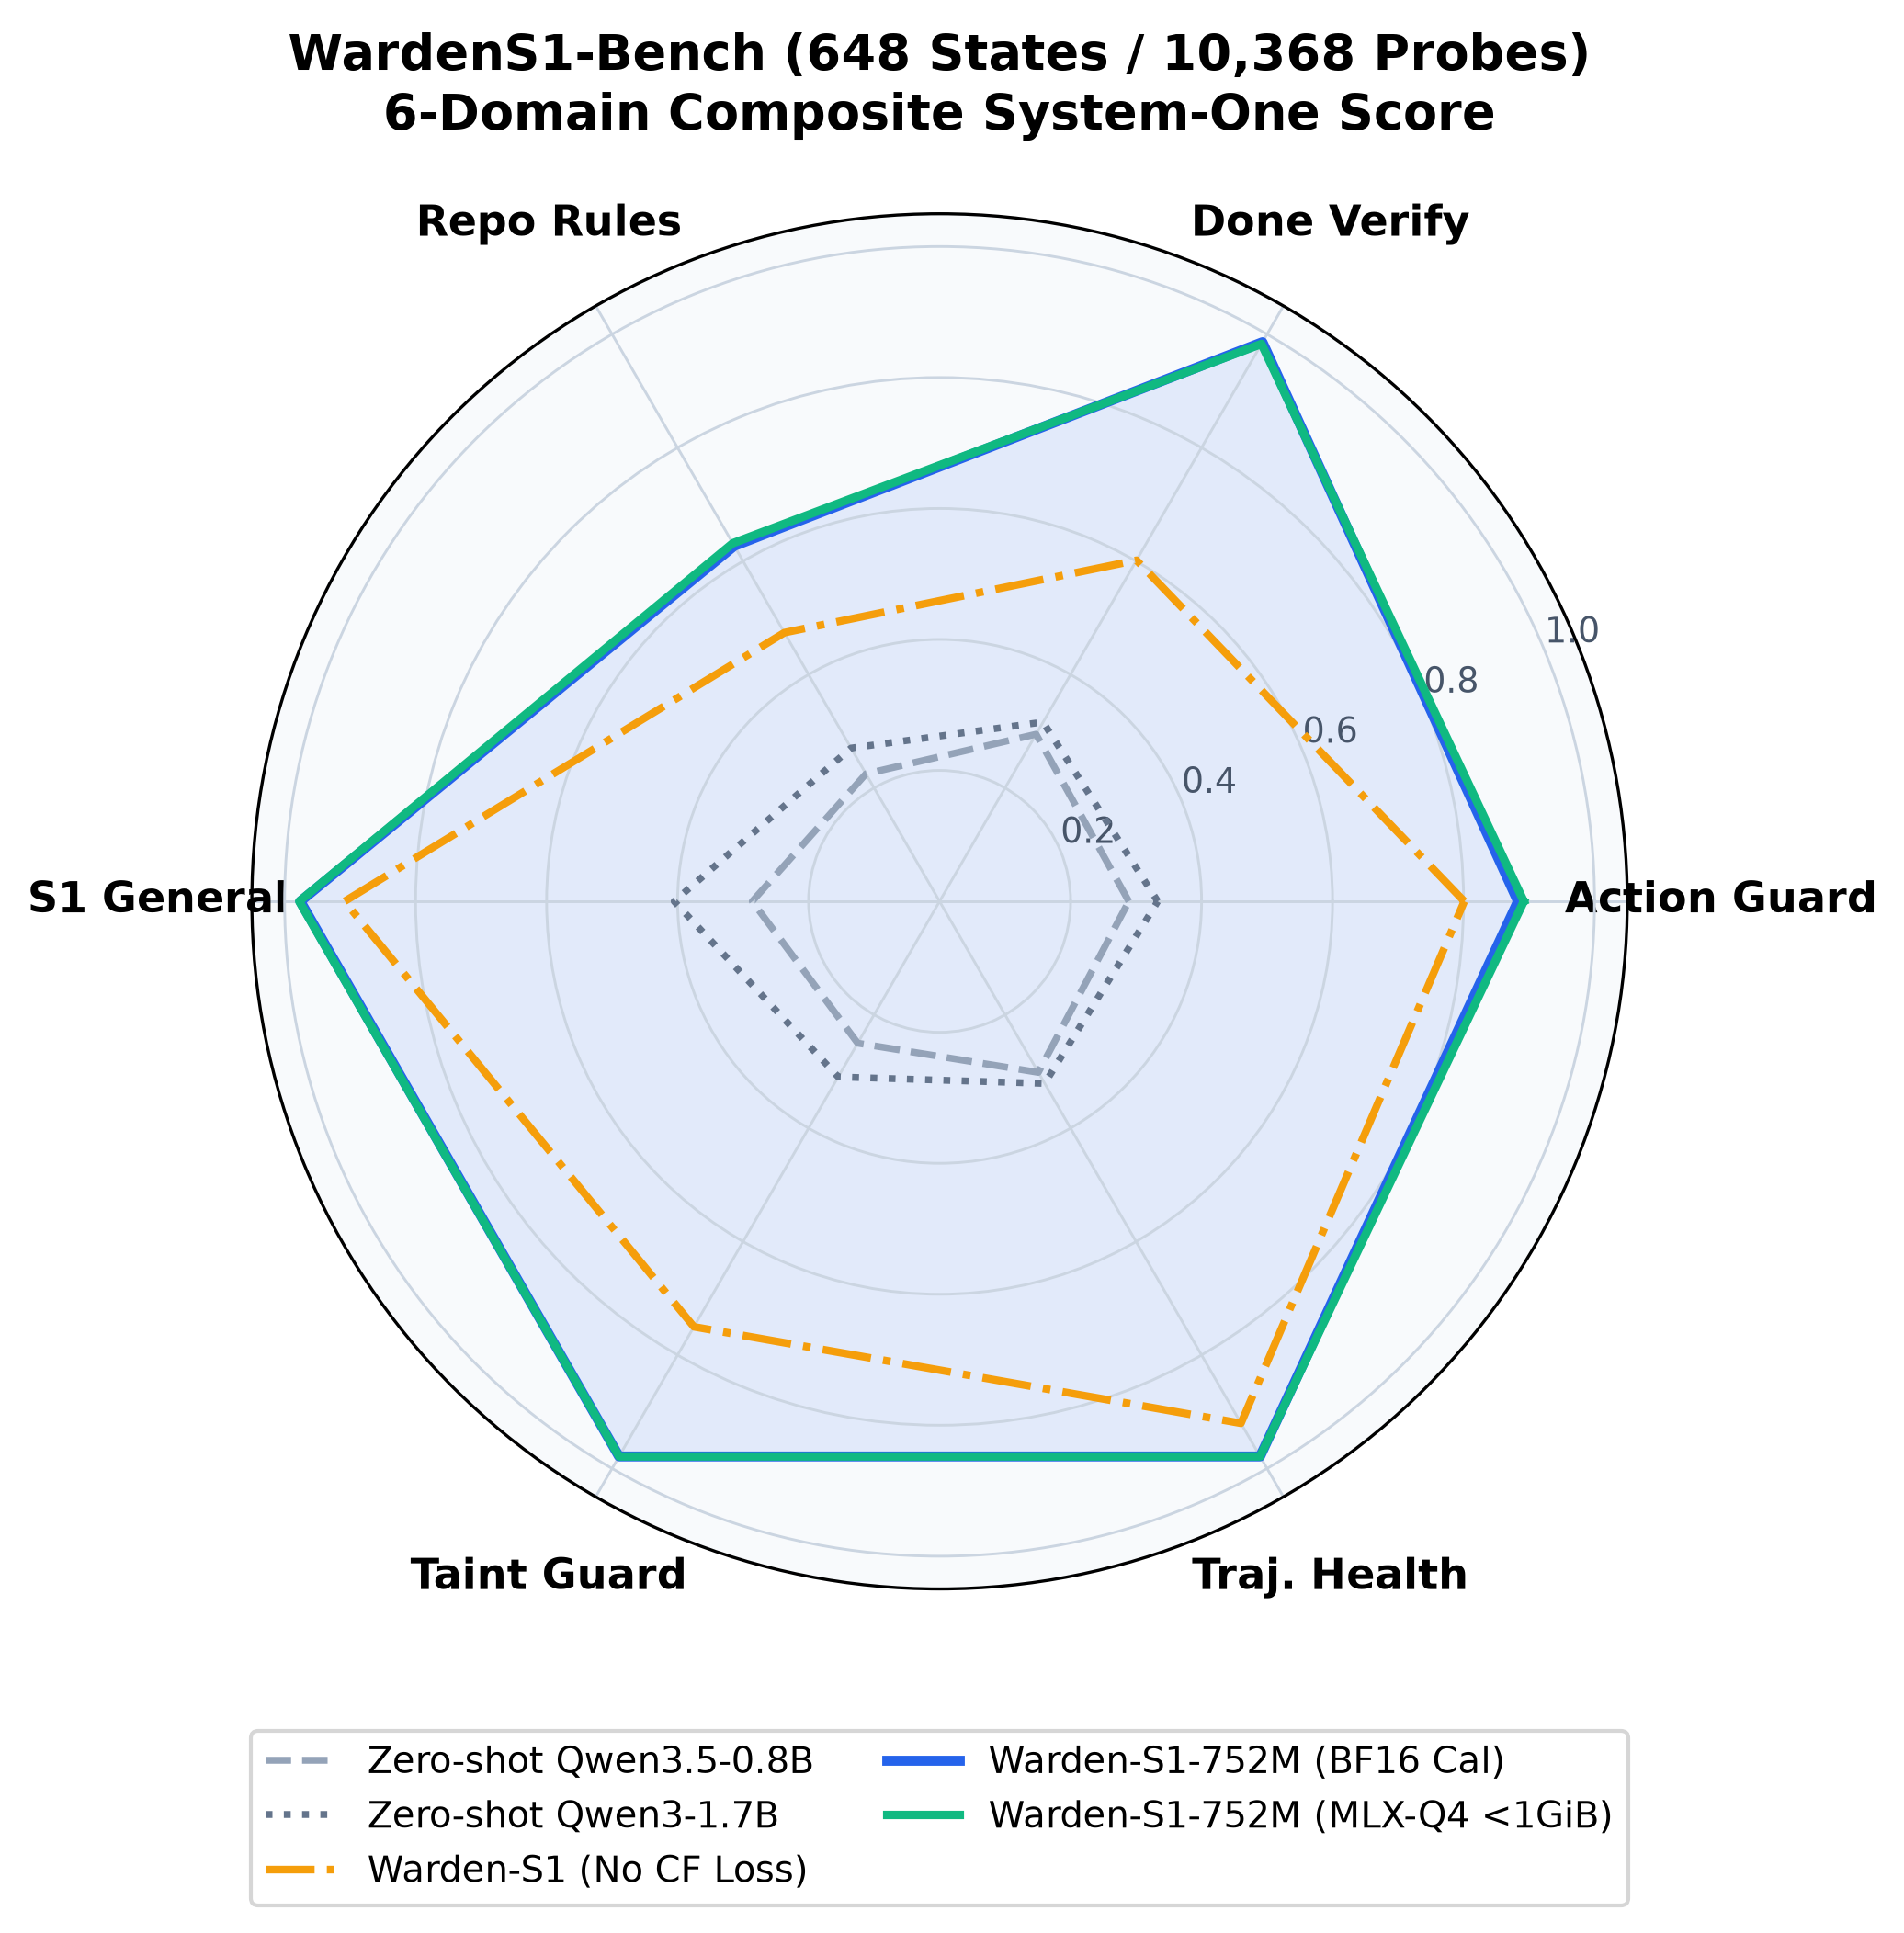 WardenS1-Bench (648 States / 10,368 Probes)
6-Domain Composite System-One Score
Repo Rules
Done Verify
1.0
0.8
0.6
0.4
0.2
S1 General
Action Guard
Taint Guard
Traj. Health
Zero-shot Qwen3.5-0.8B
Zero-shot Qwen3-1.7B
Warden-S1 (No CF Loss)
Warden-S1-752M (BF16 Cal)
Warden-S1-752M (MLX-Q4 <1GiB)